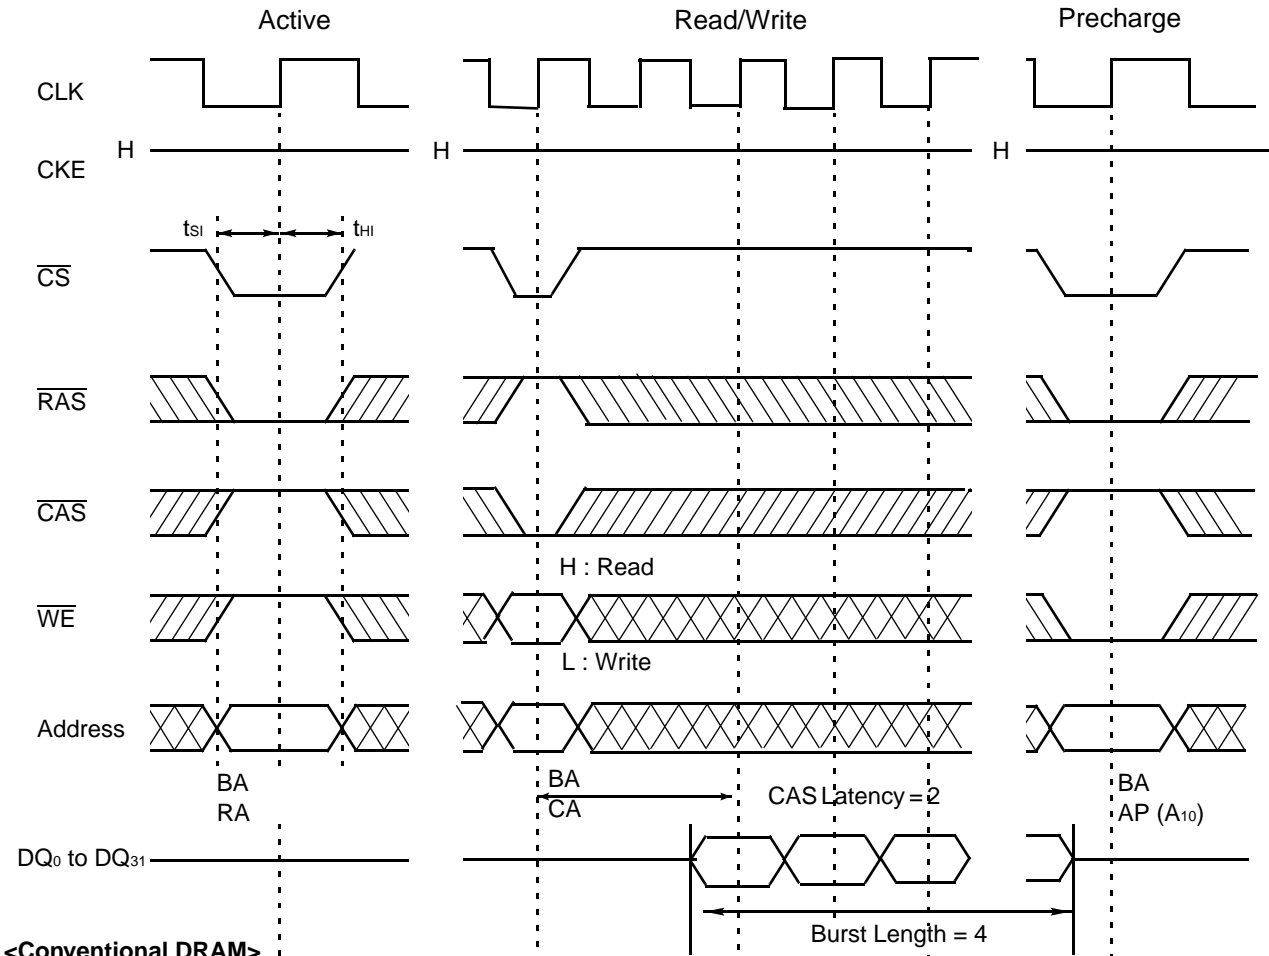 Active Read/Write Precharge
CLK
H H H
CKE
tSI tHI
CS
RAS
CAS
H : Read
WE
L : Write
Address
BA BA BA
RA CA CAS Latency = 2 AP (A10)
DQ0 to DQ31
Burst Length = 4
<Conventional DRAM>